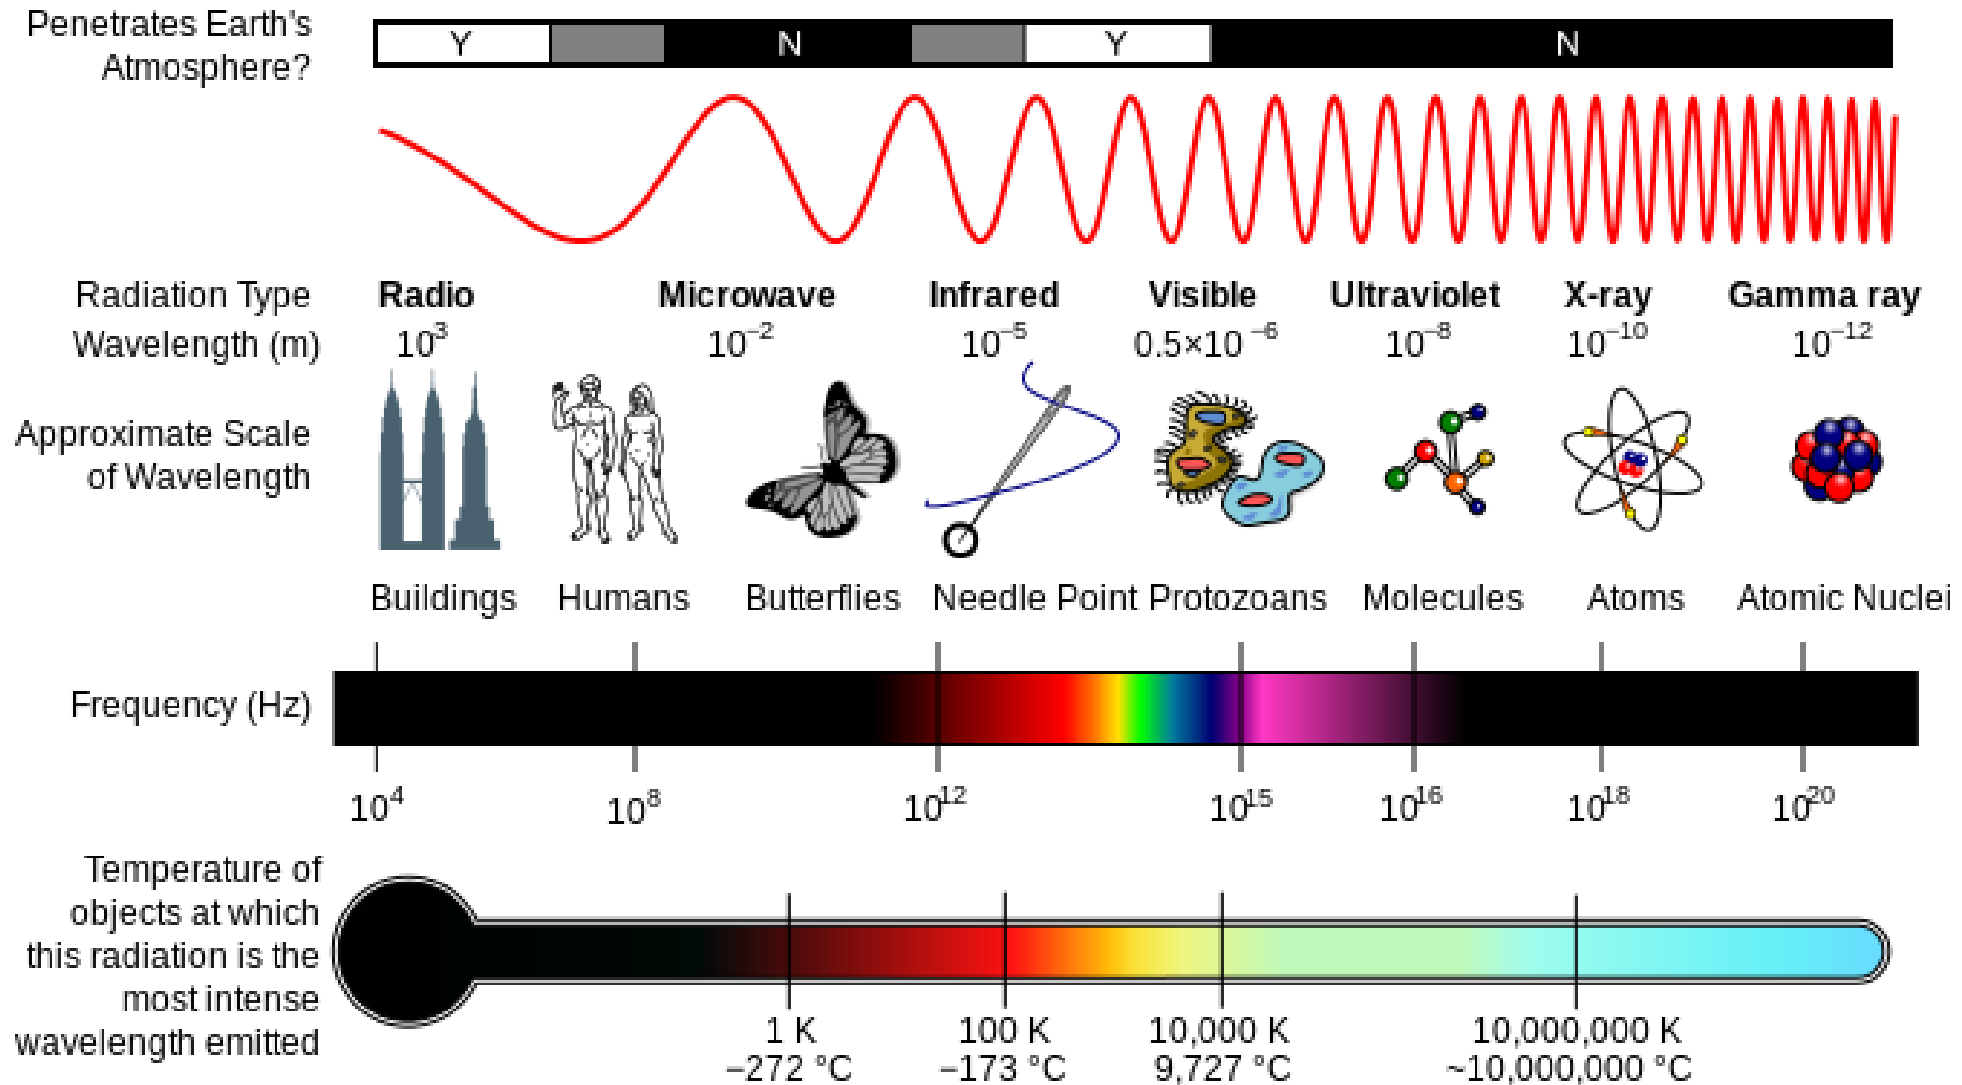 Penetrates Earth's
Atmosphere?
Y N Y N
Radiation Type Radio Microwave Infrared Visible Ultraviolet X-ray Gamma ray
Wavelength (m) 10³ 10⁻² 10⁻⁵ 0.5×10⁻⁶ 10⁻⁸ 10⁻¹⁰ 10⁻¹²
Approximate Scale
of Wavelength
Buildings Humans Butterflies Needle Point Protozoans Molecules Atoms Atomic Nuclei
Frequency (Hz)
10⁴ 10⁸ 10¹² 10¹⁵ 10¹⁶ 10¹⁸ 10²⁰
Temperature of
objects at which
this radiation is the
most intense
wavelength emitted
1 K 100 K 10,000 K 10,000,000 K
−272 °C −173 °C 9,727 °C ~10,000,000 °C